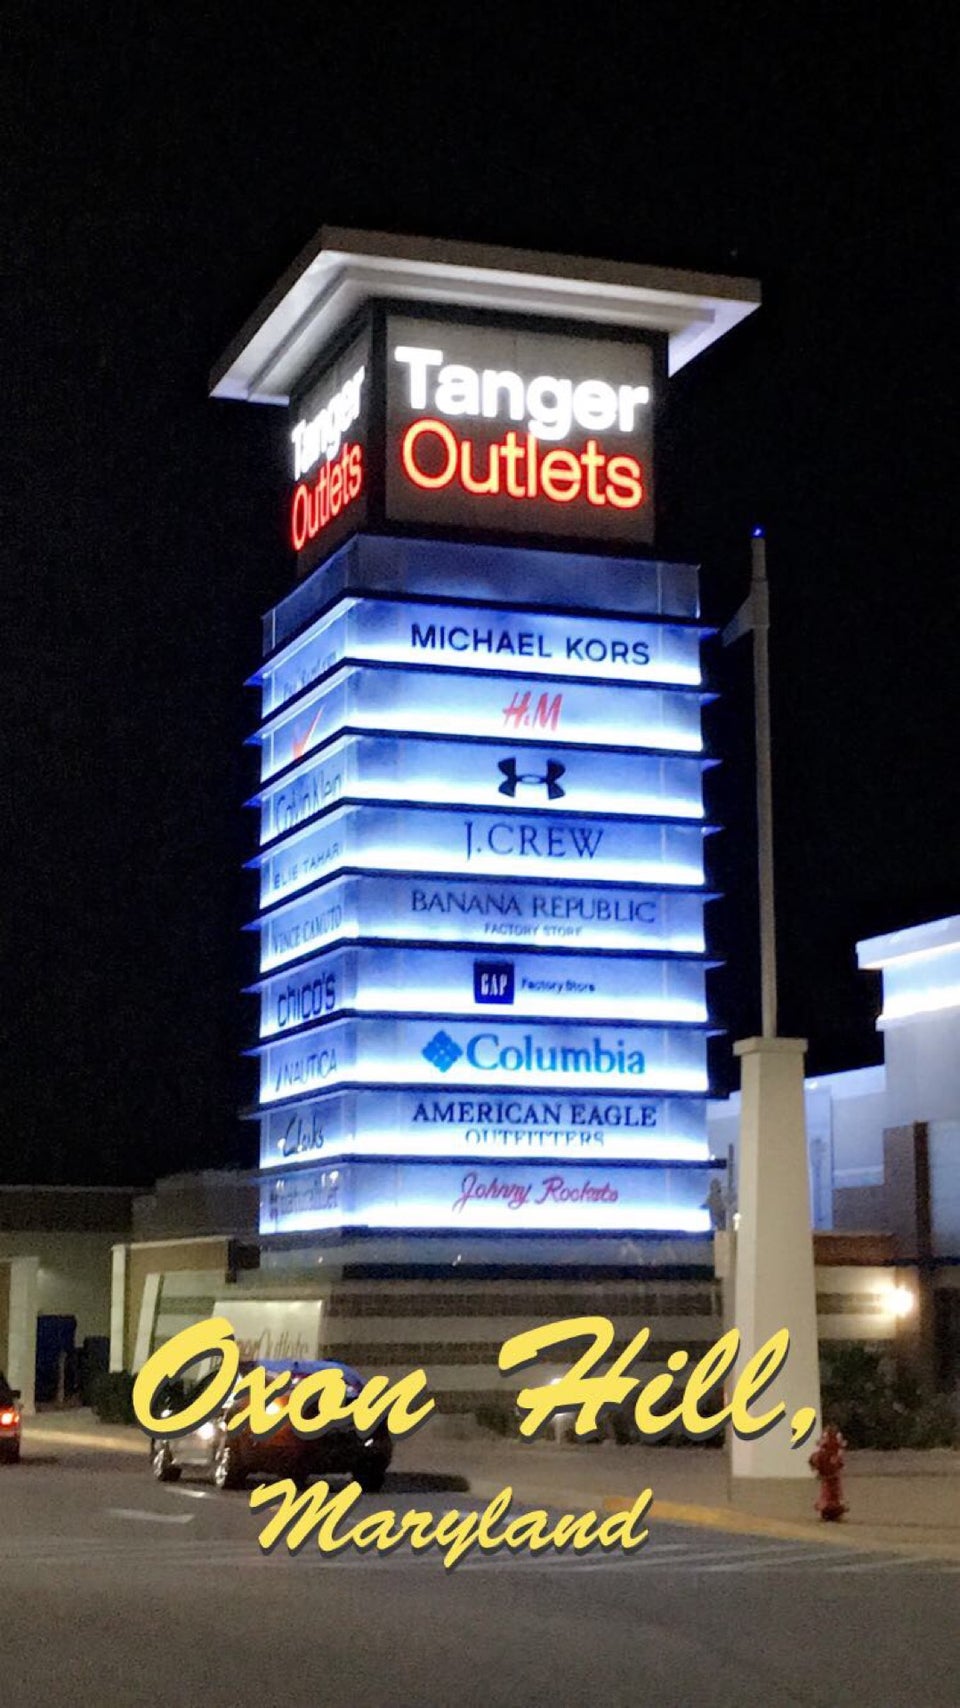 Tanger
Outlets
Tanger
Outlets
MICHAEL KORS
H&M
J.CREW
BANANA REPUBLIC
FACTORY STORE
GAP Factory Store
Columbia
AMERICAN EAGLE
OUTFITTERS
Johnny Rockets
Calvin Klein
ELIE TAHARI
VINCE CAMUTO
chico's
NAUTICA
Clarks
Oxon Hill,
Maryland